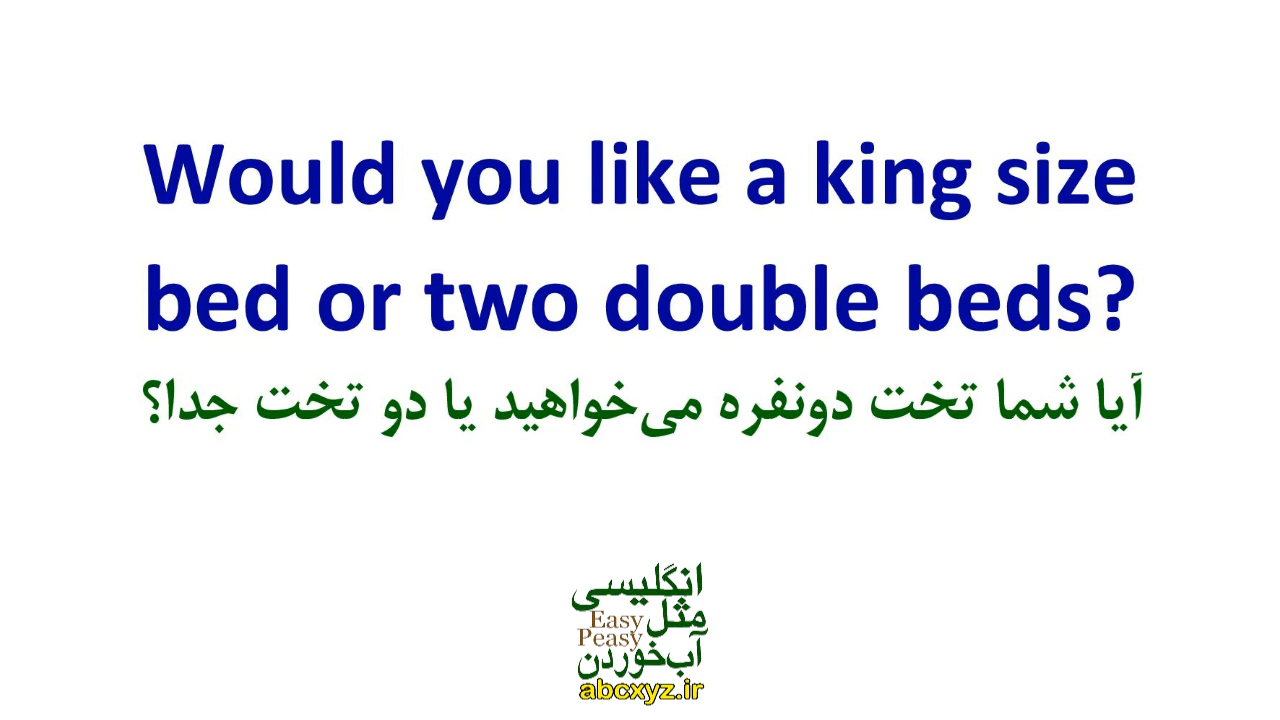 Would you like a king size
bed or two double beds?
آیا شما تخت دونفره می‌خواهید یا دو تخت جدا؟
انگلیسی
مثل
Easy
Peasy
آب‌خوردن
abcxyz.ir